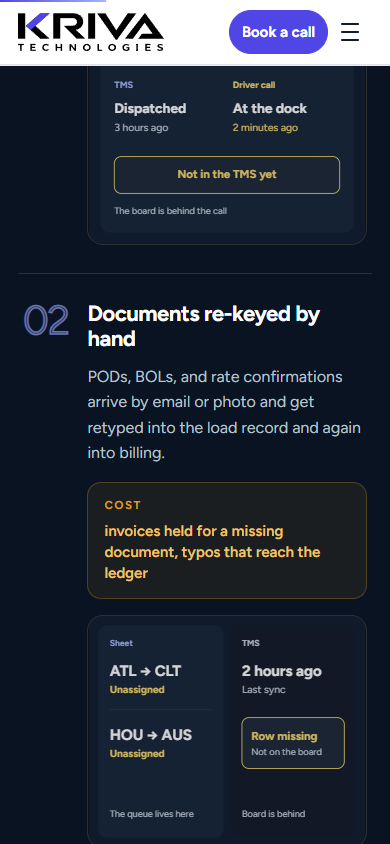 KRIVA
TECHNOLOGIES
Book a call
TMS
Driver call
Dispatched
At the dock
3 hours ago
2 minutes ago
Not in the TMS yet
The board is behind the call
02
Documents re-keyed by
hand
PODs, BOLs, and rate confirmations
arrive by email or photo and get
retyped into the load record and again
into billing.
COST
invoices held for a missing
document, typos that reach the
ledger
Sheet
ATL → CLT
Unassigned
HOU → AUS
Unassigned
The queue lives here
TMS
2 hours ago
Last sync
Row missing
Not on the board
Board is behind